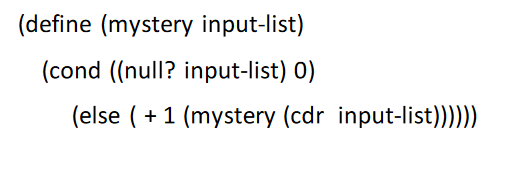 (define (mystery input-list)
(cond ((null? input-list) 0)
(else ( + 1 (mystery (cdr  input-list))))))